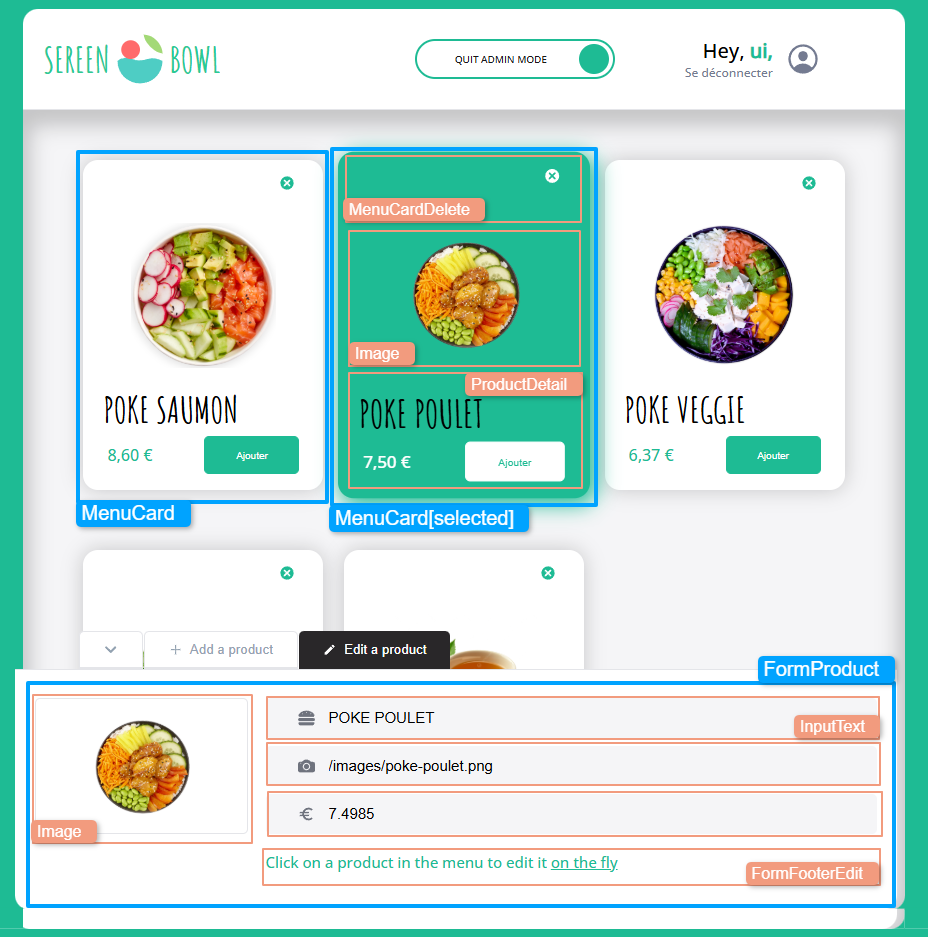 SEREEN BOWL
QUIT ADMIN MODE
Hey, ui,
Se déconnecter
MenuCardDelete
Image
ProductDetail
POKE SAUMON
POKE POULET
POKE VEGGIE
8,60 €
Ajouter
7,50 €
Ajouter
6,37 €
Ajouter
MenuCard
MenuCard[selected]
Add a product
Edit a product
FormProduct
POKE POULET
InputText
/images/poke-poulet.png
€
7.4985
Image
Click on a product in the menu to edit it on the fly
FormFooterEdit